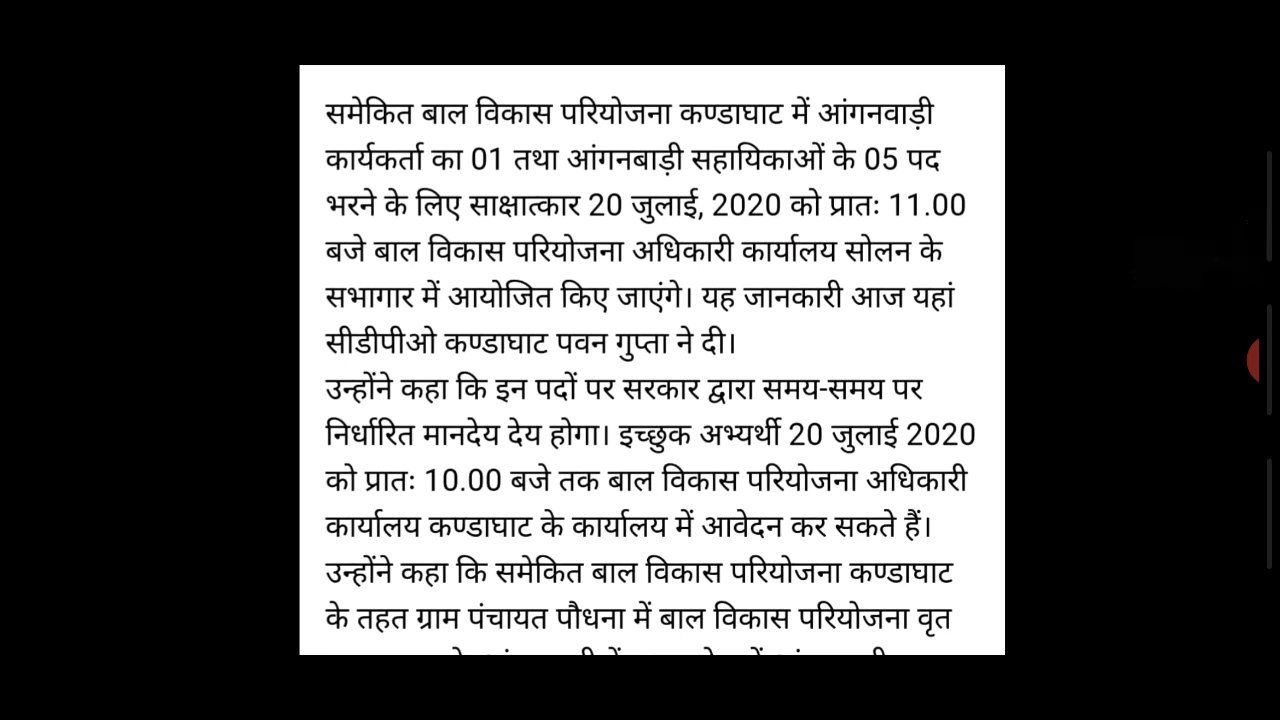 समेकित बाल विकास परियोजना कण्डाघाट में आंगनवाड़ी
कार्यकर्ता का 01 तथा आंगनबाड़ी सहायिकाओं के 05 पद
भरने के लिए साक्षात्कार 20 जुलाई, 2020 को प्रातः 11.00
बजे बाल विकास परियोजना अधिकारी कार्यालय सोलन के
सभागार में आयोजित किए जाएंगे। यह जानकारी आज यहां
सीडीपीओ कण्डाघाट पवन गुप्ता ने दी।
उन्होंने कहा कि इन पदों पर सरकार द्वारा समय-समय पर
निर्धारित मानदेय देय होगा। इच्छुक अभ्यर्थी 20 जुलाई 2020
को प्रातः 10.00 बजे तक बाल विकास परियोजना अधिकारी
कार्यालय कण्डाघाट के कार्यालय में आवेदन कर सकते हैं।
उन्होंने कहा कि समेकित बाल विकास परियोजना कण्डाघाट
के तहत ग्राम पंचायत पौधना में बाल विकास परियोजना वृत